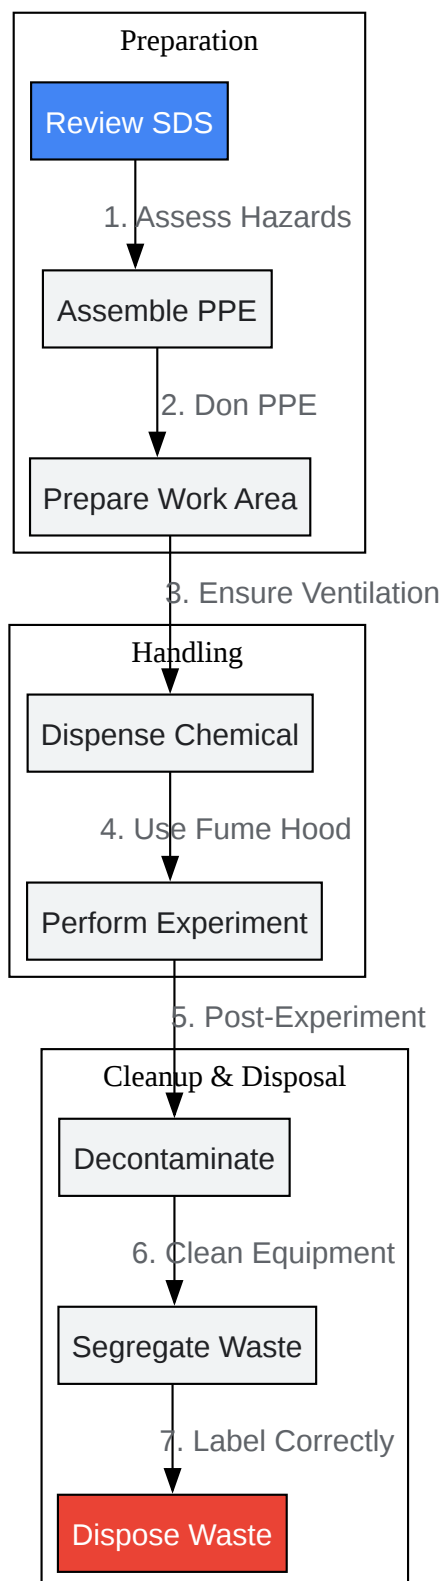 Preparation
Review SDS
1. Assess Hazards
Assemble PPE
2. Don PPE
Prepare Work Area
3. Ensure Ventilation
Handling
Dispense Chemical
4. Use Fume Hood
Perform Experiment
5. Post-Experiment
Cleanup & Disposal
Decontaminate
6. Clean Equipment
Segregate Waste
7. Label Correctly
Dispose Waste